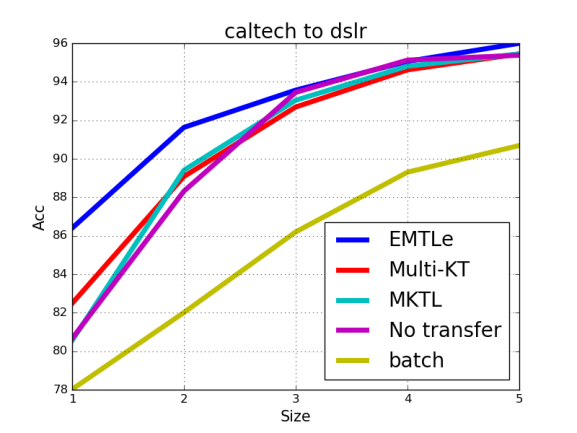 caltech to dslr
96
94
92
90
88
86
84
82
80
78
Acc
EMTLe
Multi-KT
MKTL
No transfer
batch
1 2 3 4 5
Size